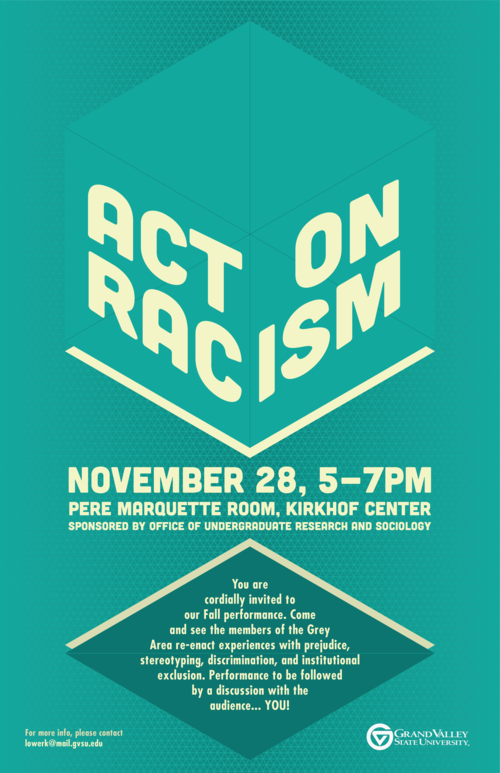 ACT ON
RACISM
NOVEMBER 28, 5–7PM
PERE MARQUETTE ROOM, KIRKHOF CENTER
SPONSORED BY OFFICE OF UNDERGRADUATE RESEARCH AND SOCIOLOGY
You are
cordially invited to
our Fall performance. Come
and see the members of the Grey
Area re-enact experiences with prejudice,
stereotyping, discrimination, and institutional
exclusion. Performance to be followed
by a discussion with the
audience... YOU!
For more info, please contact
lowerk@mail.gvsu.edu
GRAND VALLEY
STATE UNIVERSITY.